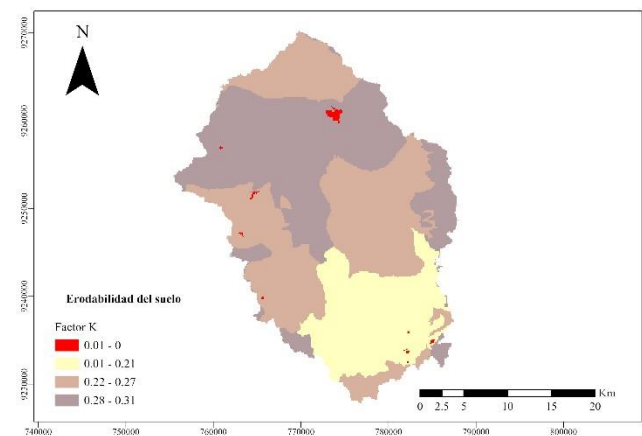 9270000
N
9260000
9250000
9240000
9230000
Erodabilidad del suelo
Factor K
0.01 - 0
0.01 - 0.21
0.22 - 0.27
0.28 - 0.31
Km
0 2.5 5 10 15 20
740000 750000 760000 770000 780000 790000 800000